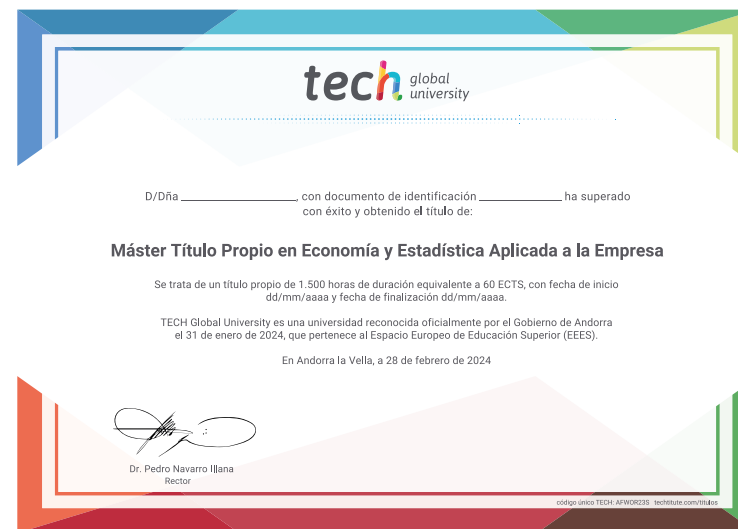 tech global university
D/Dña ____________, con documento de identificación ____________ ha superado
con éxito y obtenido el título de:
Máster Título Propio en Economía y Estadística Aplicada a la Empresa
Se trata de un título propio de 1.500 horas de duración equivalente a 60 ECTS, con fecha de inicio
dd/mm/aaaa y fecha de finalización dd/mm/aaaa.
TECH Global University es una universidad reconocida oficialmente por el Gobierno de Andorra
el 31 de enero de 2024, que pertenece al Espacio Europeo de Educación Superior (EEES).
En Andorra la Vella, a 28 de febrero de 2024
Dr. Pedro Navarro Illana
Rector
código único TECH: AFWOR23S techtitute.com/titulos